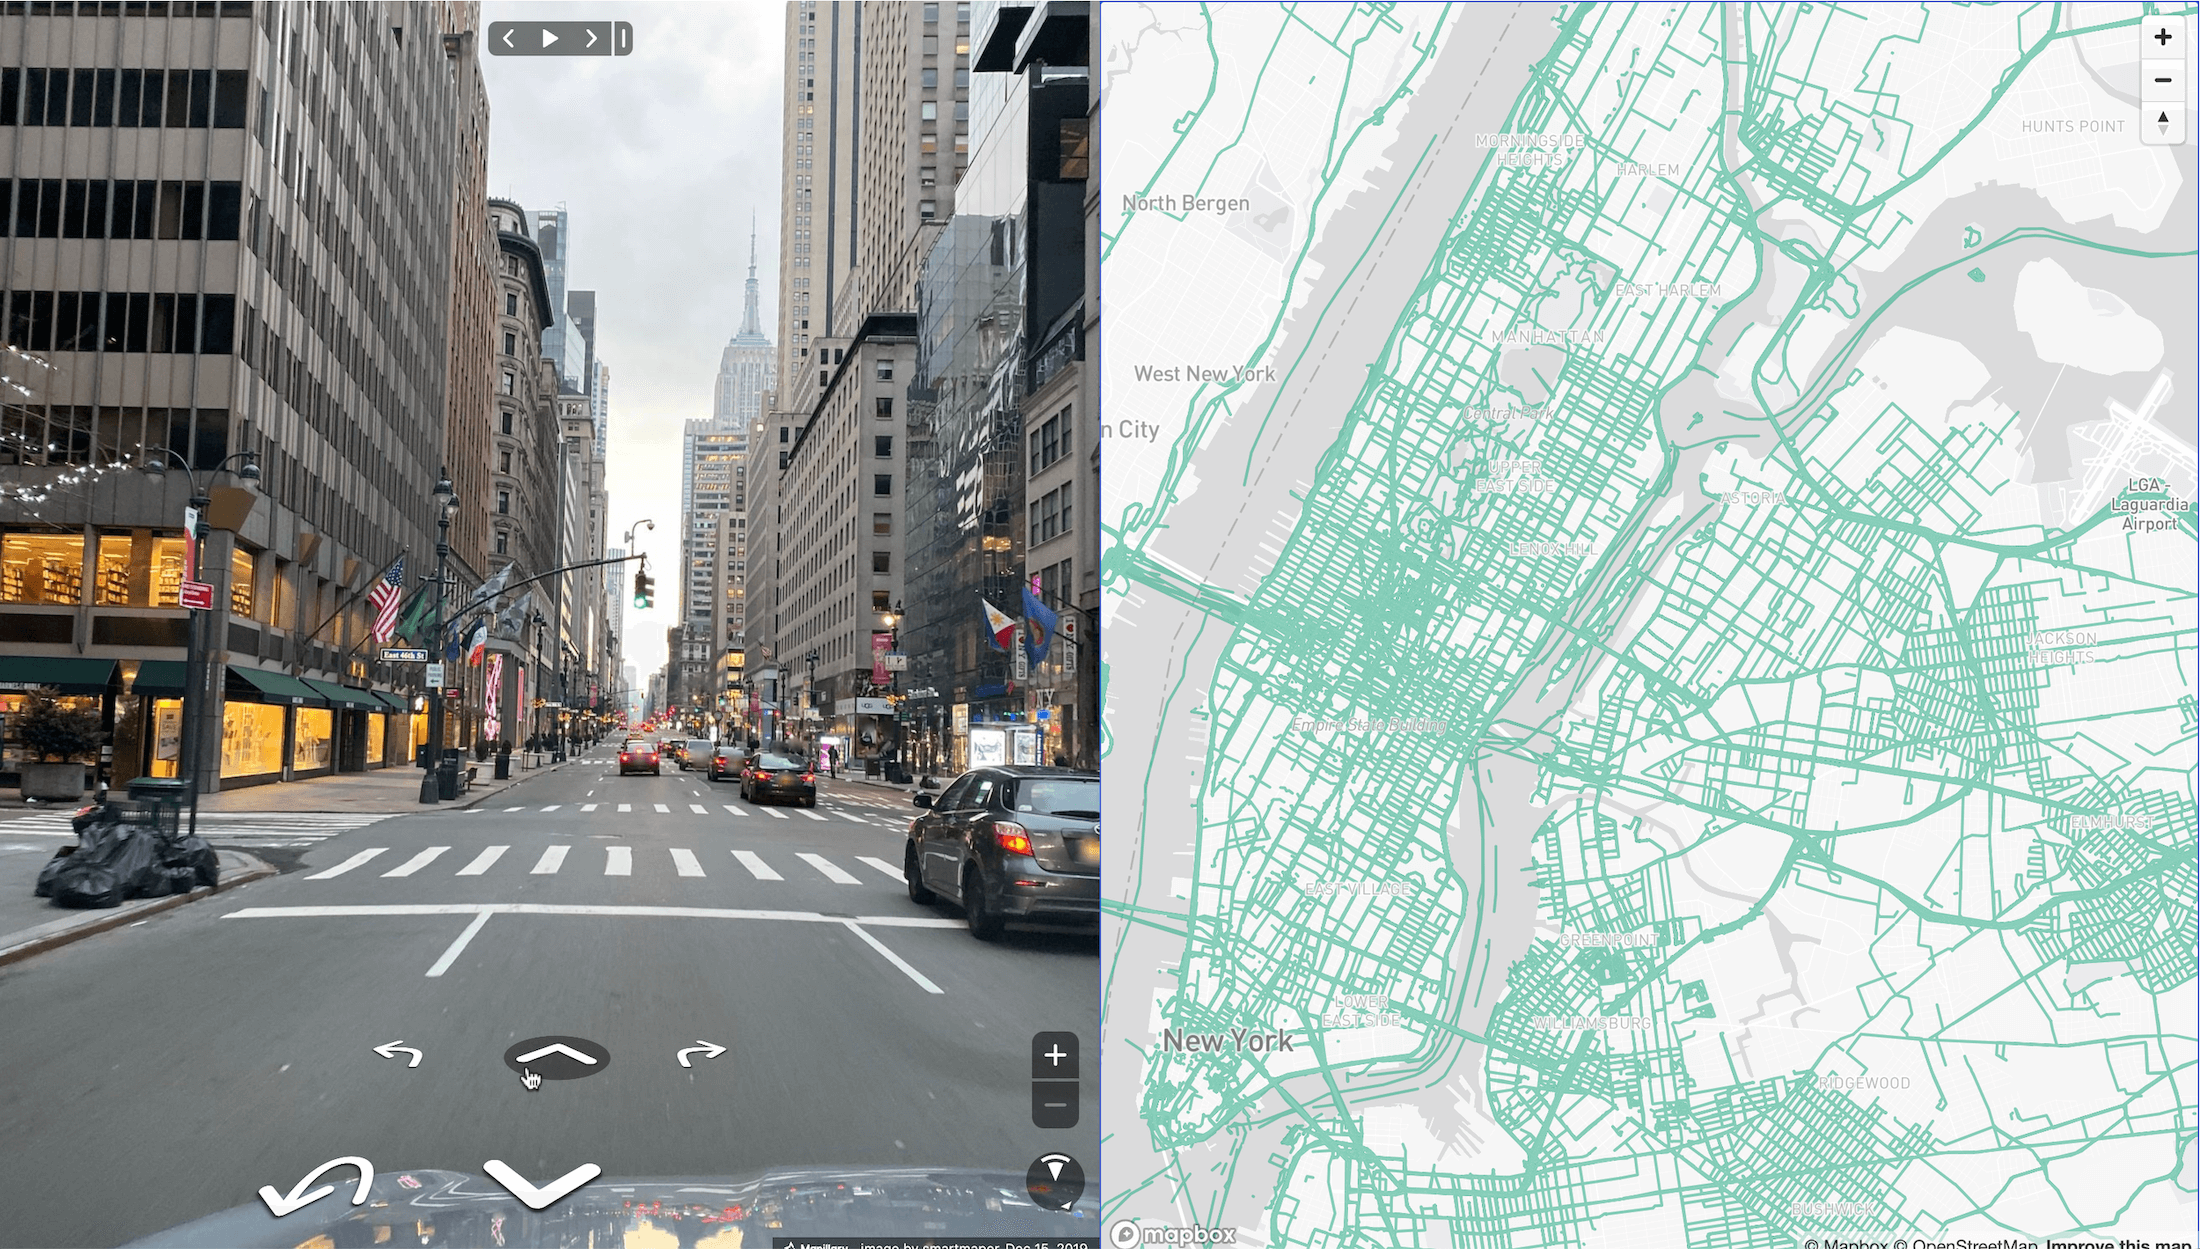 East 46th St
UGG
Mapillary image by smartmaper, Dec 15, 2019
HUNTS POINT
MORNINGSIDE
HEIGHTS
HARLEM
North Bergen
EAST HARLEM
MANHATTAN
West New York
Central Park
n City
UPPER
EAST SIDE
LGA -
Laguardia
Airport
ASTORIA
LENOX HILL
JACKSON
HEIGHTS
Empire State Building
ELMHURST
EAST VILLAGE
GREENPOINT
LOWER
EAST SIDE
WILLIAMSBURG
New York
RIDGEWOOD
BUSHWICK
mapbox
© Mapbox © OpenStreetMap Improve this map